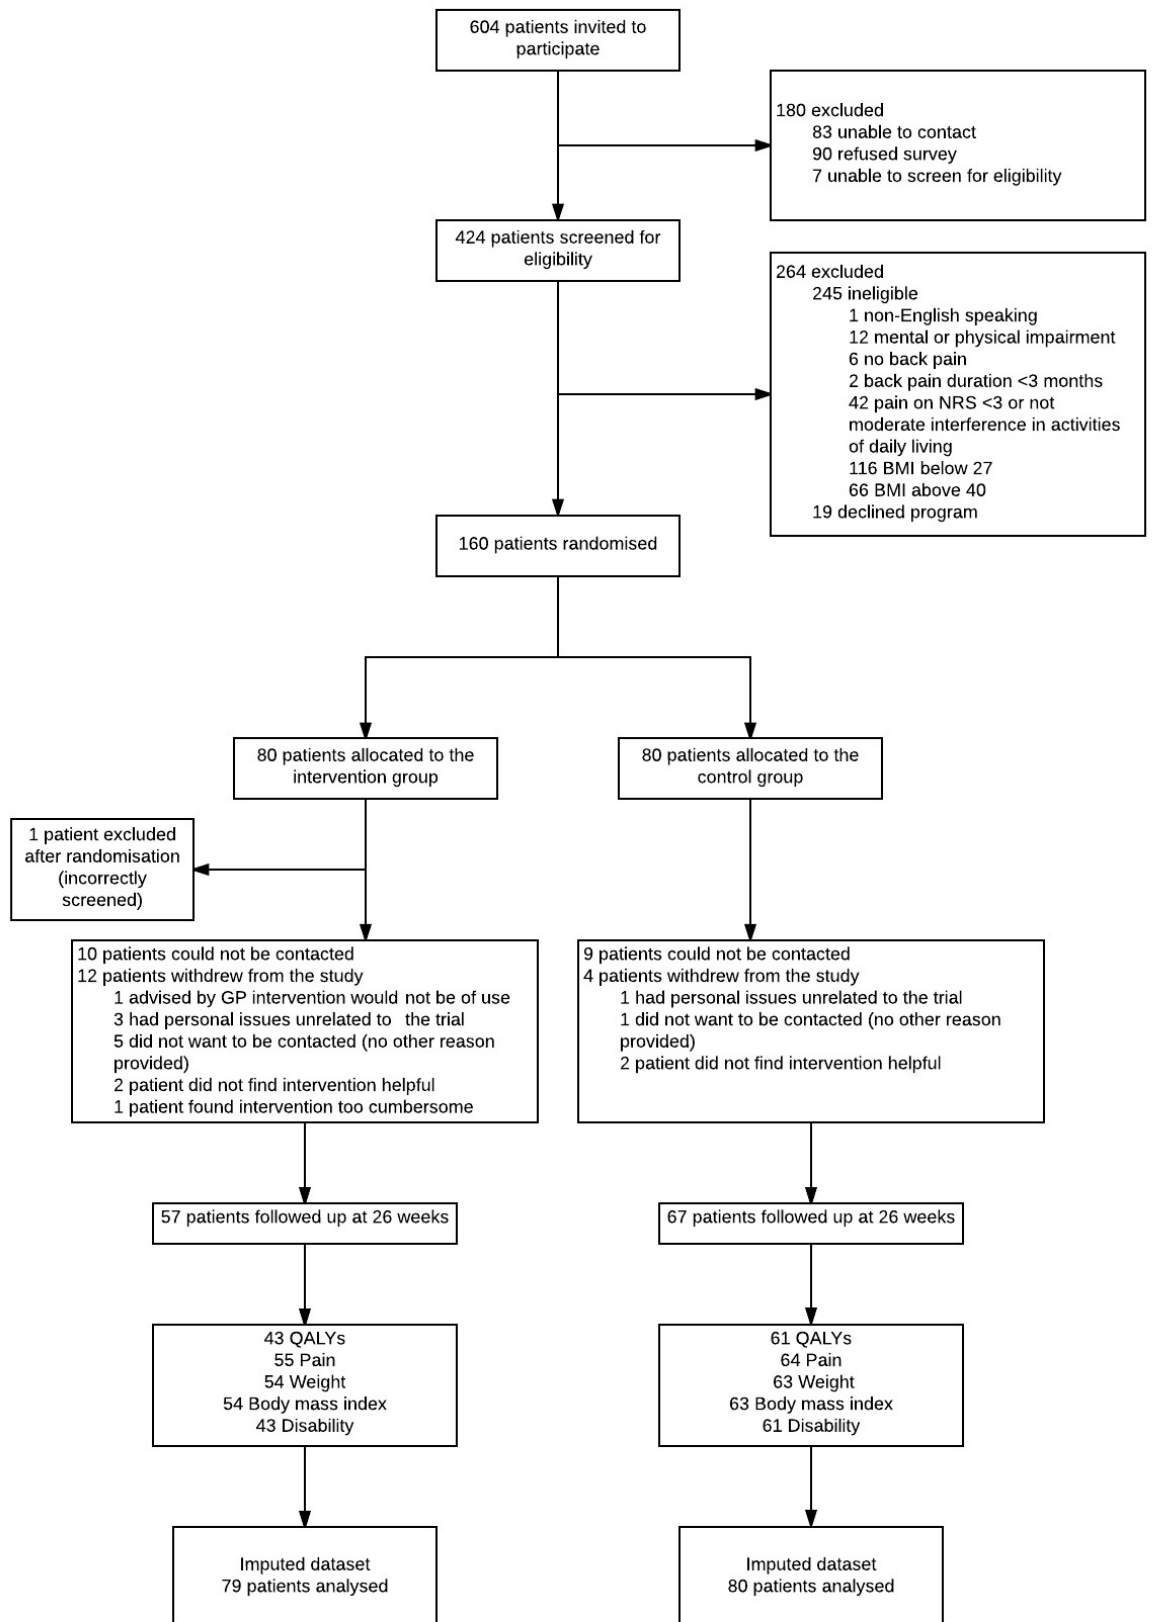 604 patients invited to
participate
180 excluded
83 unable to contact
90 refused survey
7 unable to screen for eligibility
424 patients screened for
eligibility
264 excluded
245 ineligible
1 non-English speaking
12 mental or physical impairment
6 no back pain
2 back pain duration <3 months
42 pain on NRS <3 or not
moderate interference in activities
of daily living
116 BMI below 27
66 BMI above 40
19 declined program
160 patients randomised
80 patients allocated to the
intervention group
80 patients allocated to the
control group
1 patient excluded
after randomisation
(incorrectly
screened)
10 patients could not be contacted
12 patients withdrew from the study
1 advised by GP intervention would not be of use
3 had personal issues unrelated to the trial
5 did not want to be contacted (no other reason
provided)
2 patient did not find intervention helpful
1 patient found intervention too cumbersome
9 patients could not be contacted
4 patients withdrew from the study
1 had personal issues unrelated to the trial
1 did not want to be contacted (no other reason
provided)
2 patient did not find intervention helpful
57 patients followed up at 26 weeks
67 patients followed up at 26 weeks
43 QALYs
55 Pain
54 Weight
54 Body mass index
43 Disability
61 QALYs
64 Pain
63 Weight
63 Body mass index
61 Disability
Imputed dataset
79 patients analysed
Imputed dataset
80 patients analysed